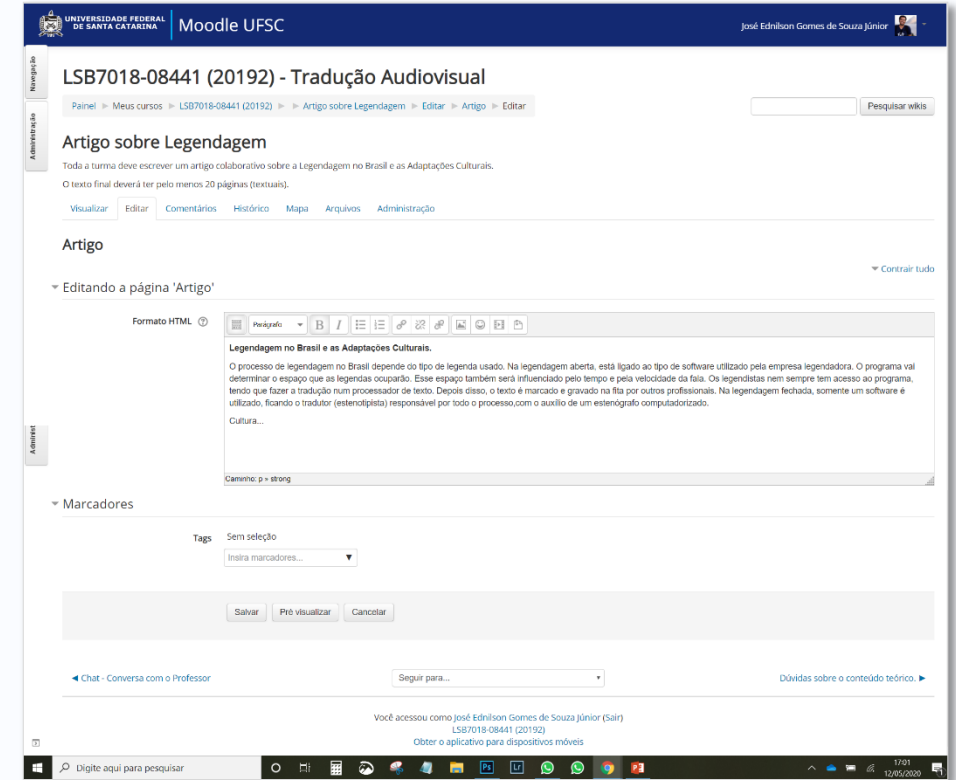 UNIVERSIDADE FEDERAL
DE SANTA CATARINA
Moodle UFSC
José Ednilson Gomes de Souza Júnior
Navegação
Administração
LSB7018-08441 (20192) - Tradução Audiovisual
Painel ► Meus cursos ► LSB7018-08441 (20192) ► ► Artigo sobre Legendagem ► Editar ► Artigo ► Editar
Pesquisar wikis
Artigo sobre Legendagem
Toda a turma deve escrever um artigo colaborativo sobre a Legendagem no Brasil e as Adaptações Culturais.
O texto final deverá ter pelo menos 20 páginas (textuais).
Visualizar Editar Comentários Histórico Mapa Arquivos Administração
Artigo
Contrair tudo
Editando a página 'Artigo'
Formato HTML
Parágrafo B I
Legendagem no Brasil e as Adaptações Culturais.
O processo de legendagem no Brasil depende do tipo de legenda usado. Na legendagem aberta, está ligado ao tipo de software utilizado pela empresa legendadora. O programa vai
determinar o espaço que as legendas ocuparão. Esse espaço também será influenciado pelo tempo e pela velocidade da fala. Os legendistas nem sempre tem acesso ao programa,
tendo que fazer a tradução num processador de texto. Depois disso, o texto é marcado e gravado na fita por outros profissionais. Na legendagem fechada, somente um software é
utilizado, ficando o tradutor (estenotipista) responsável por todo o processo,com o auxílio de um estenógrafo computadorizado.
Cultura...
Administ
Caminho: p » strong
Marcadores
Tags Sem seleção
Insira marcadores... ▼
Salvar Pré visualizar Cancelar
◄ Chat - Conversa com o Professor
Seguir para...
Dúvidas sobre o conteúdo teórico. ►
Você acessou como José Ednilson Gomes de Souza Júnior (Sair)
LSB7018-08441 (20192)
Obter o aplicativo para dispositivos móveis
Digite aqui para pesquisar
Ps
Lr
17:01
12/05/2020